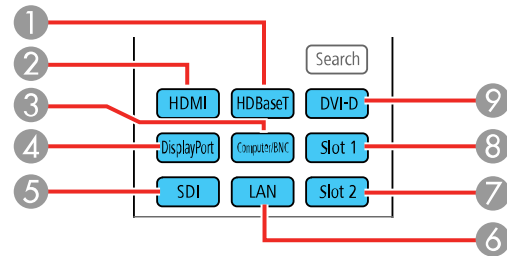 1
2
Search
HDMI HDBaseT DVI-D 9
3
4 DisplayPort Computer/BNC Slot 1 8
5 SDI LAN Slot 2 7
6